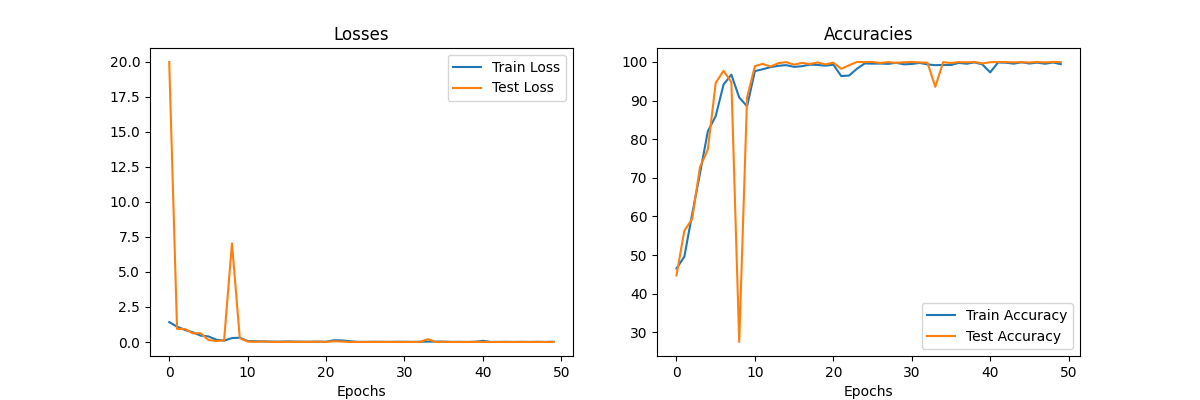 Losses
20.0
17.5
15.0
12.5
10.0
7.5
5.0
2.5
0.0
0 10 20 30 40 50
Epochs
Train Loss
Test Loss
Accuracies
100
90
80
70
60
50
40
30
0 10 20 30 40 50
Epochs
Train Accuracy
Test Accuracy